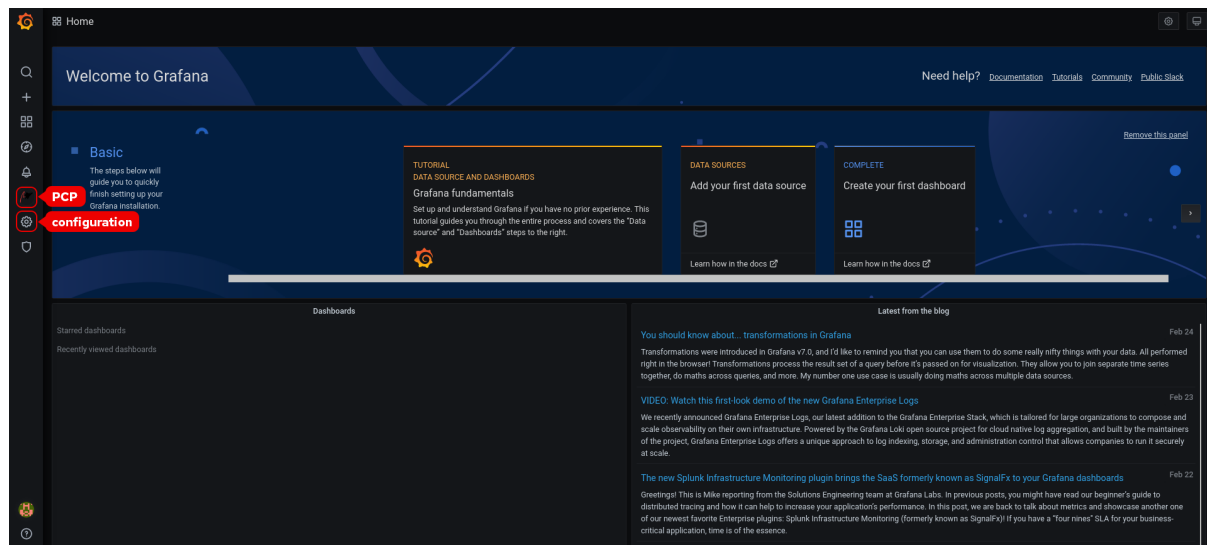 Home
Welcome to Grafana
Need help? Documentation Tutorials Community Public Slack
Remove this panel
Basic
The steps below will
guide you to quickly
finish setting up your
Grafana installation.
TUTORIAL
DATA SOURCE AND DASHBOARDS
Grafana fundamentals
Set up and understand Grafana if you have no prior experience. This
tutorial guides you through the entire process and covers the "Data
source" and "Dashboards" steps to the right.
DATA SOURCES
Add your first data source
Learn how in the docs
COMPLETE
Create your first dashboard
Learn how in the docs
PCP
configuration
Dashboards
Starred dashboards
Recently viewed dashboards
Latest from the blog
You should know about... transformations in Grafana
Feb 24
Transformations were introduced in Grafana v7.0, and I'd like to remind you that you can use them to do some really nifty things with your data. All performed
right in the browser! Transformations process the result set of a query before it's passed on for visualization. They allow you to join separate time series
together, do maths across queries, and more. My number one use case is usually doing maths across multiple data sources.
VIDEO: Watch this first-look demo of the new Grafana Enterprise Logs
Feb 23
We recently announced Grafana Enterprise Logs, our latest addition to the Grafana Enterprise Stack, which is tailored for large organizations to compose and
scale observability on their own infrastructure. Powered by the Grafana Loki open source project for cloud native log aggregation, and built by the maintainers
of the project, Grafana Enterprise Logs offers a unique approach to log indexing, storage, and administration control that allows companies to run it securely
at scale.
The new Splunk Infrastructure Monitoring plugin brings the SaaS formerly known as SignalFx to your Grafana dashboards
Feb 22
Greetings! This is Mike reporting from the Solutions Engineering team at Grafana Labs. In previous posts, you might have read our beginner's guide to
distributed tracing and how it can help to increase your application's performance. In this post, we are back to talk about metrics and showcase another one
of our newest favorite Enterprise plugins: Splunk Infrastructure Monitoring (formerly known as SignalFx)! If you have a "four nines" SLA for your business-
critical application, time is of the essence.